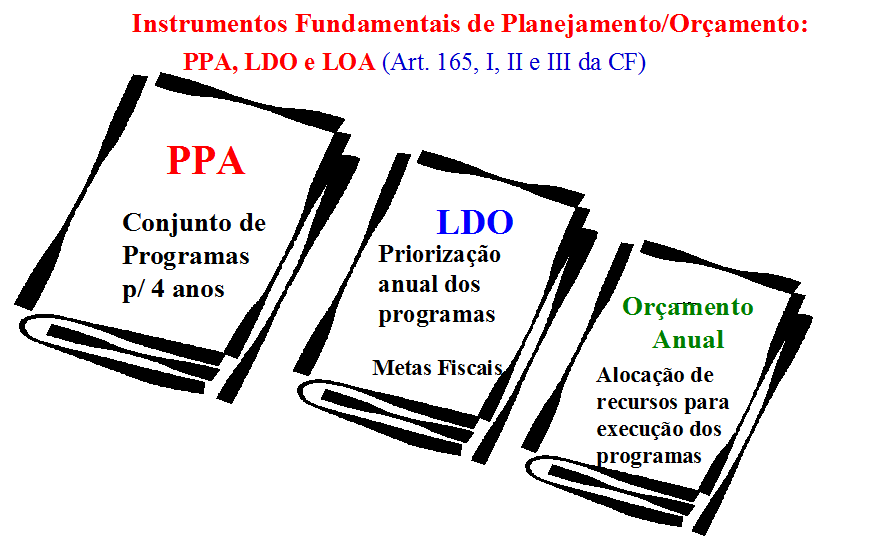 Instrumentos Fundamentais de Planejamento/Orçamento:
PPA, LDO e LOA (Art. 165, I, II e III da CF)
PPA
Conjunto de
Programas
p/ 4 anos
LDO
Priorização
anual dos
programas
Metas Fiscais
Orçamento
Anual
Alocação de
recursos para
execução dos
programas